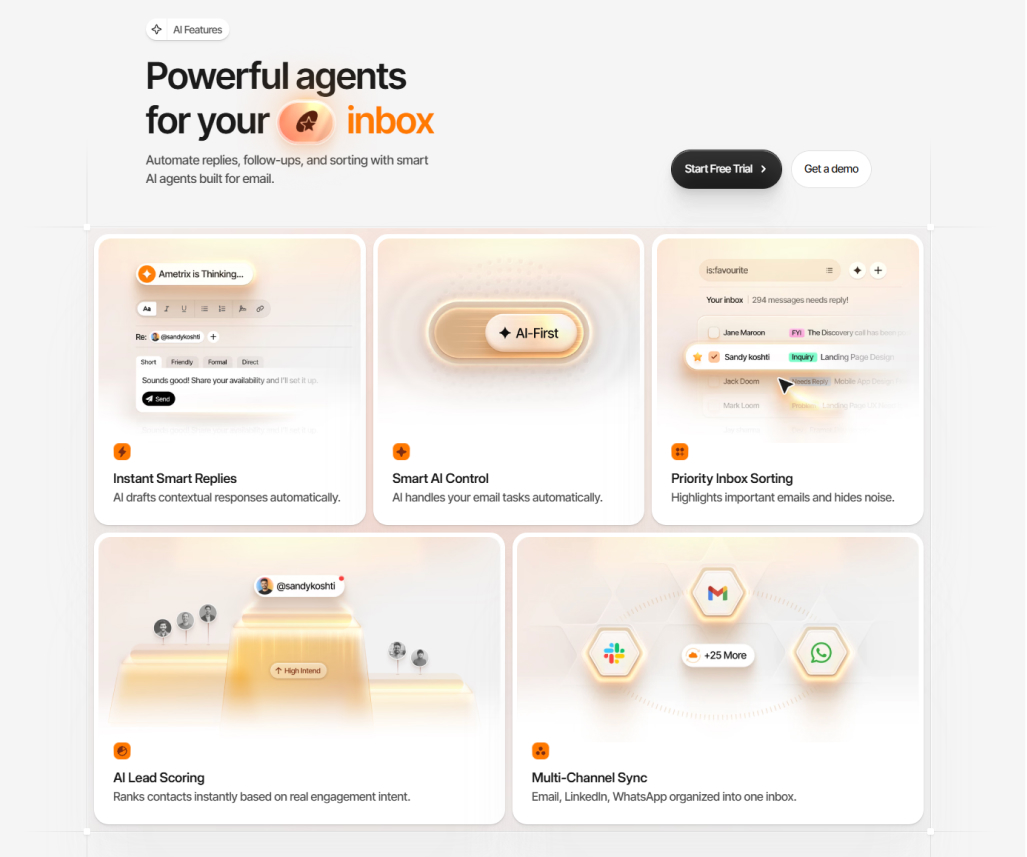 AI Features
Powerful agents
for your inbox
Automate replies, follow-ups, and sorting with smart
AI agents built for email.
Start Free Trial
Get a demo
Ametrix is Thinking...
Aa I U
Re: @sandykoshti +
Short Friendly Formal Direct
Sounds good! Share your availability and I'll set it up.
Send
Instant Smart Replies
AI drafts contextual responses automatically.
AI-First
Smart AI Control
AI handles your email tasks automatically.
is:favourite
Your inbox 294 messages needs reply!
Jane Maroon FYI The Discovery call has been
Sandy koshti Inquiry Landing Page Design
Jack Doom Needs Reply Mobile App Design
Mark Loom Landing Page UX
Priority Inbox Sorting
Highlights important emails and hides noise.
@sandykoshti
High Intend
AI Lead Scoring
Ranks contacts instantly based on real engagement intent.
+25 More
Multi-Channel Sync
Email, LinkedIn, WhatsApp organized into one inbox.